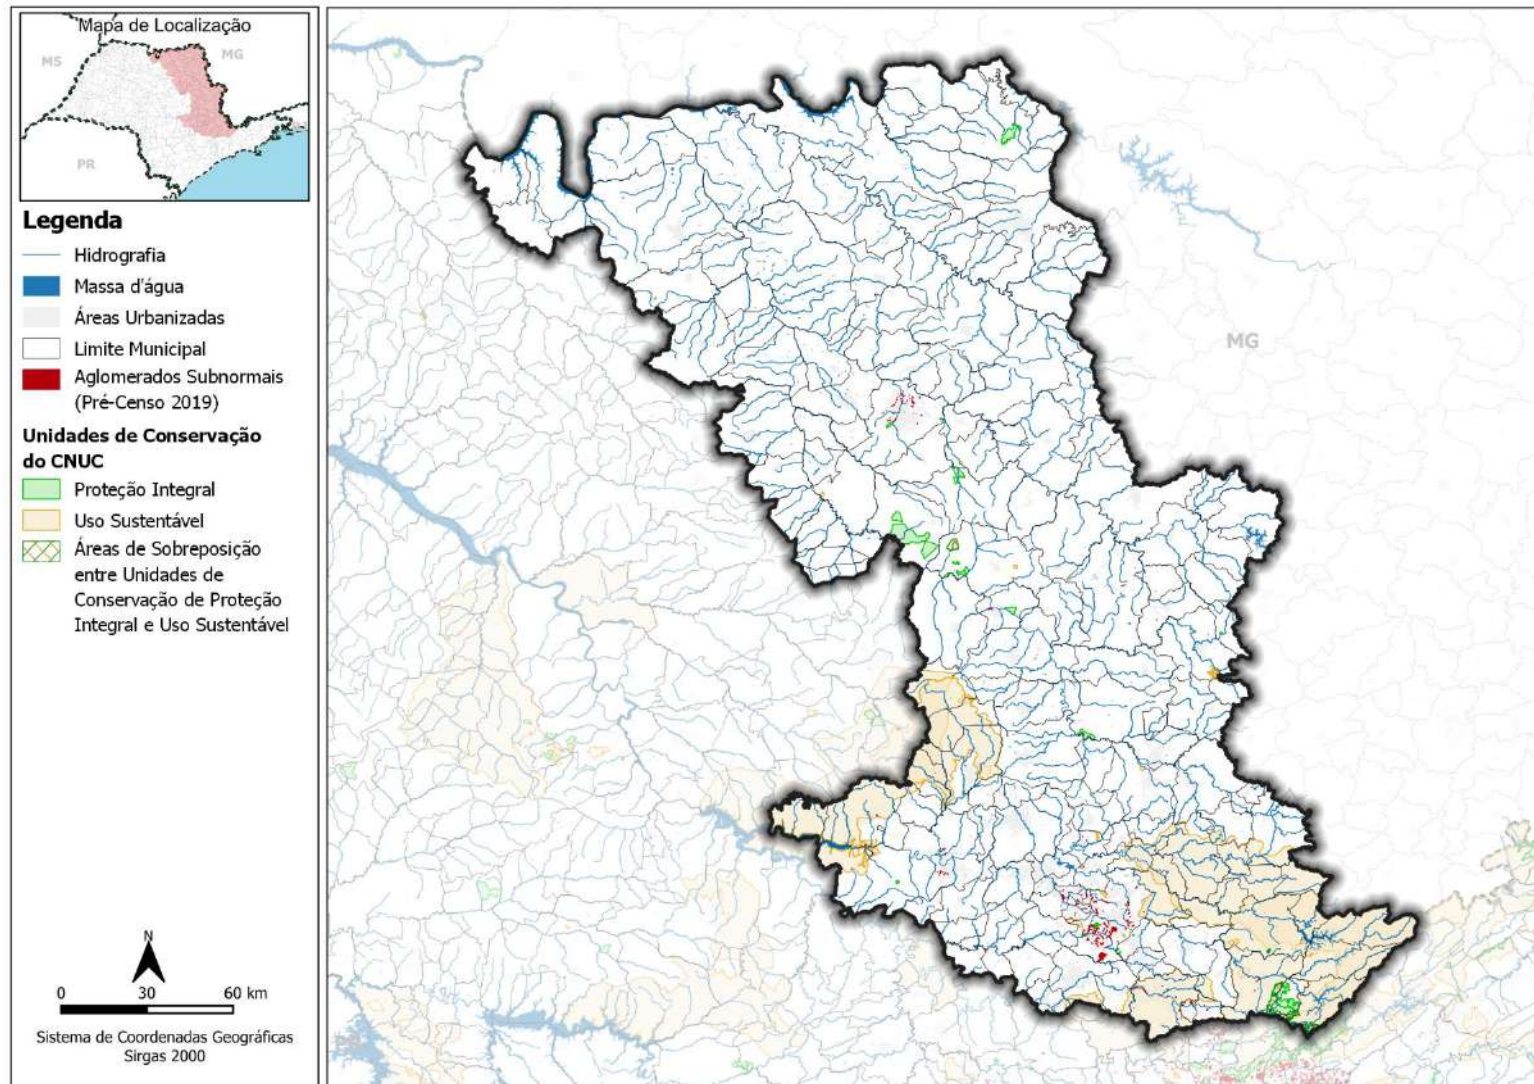 Mapa de Localização
MS
MG
PR
Legenda
Hidrografia
Massa d'água
Áreas Urbanizadas
Limite Municipal
Aglomerados Subnormais
(Pré-Censo 2019)
Unidades de Conservação
do CNUC
Proteção Integral
Uso Sustentável
Áreas de Sobreposição
entre Unidades de
Conservação de Proteção
Integral e Uso Sustentável
N
0 30 60 km
Sistema de Coordenadas Geográficas
Sirgas 2000
MG